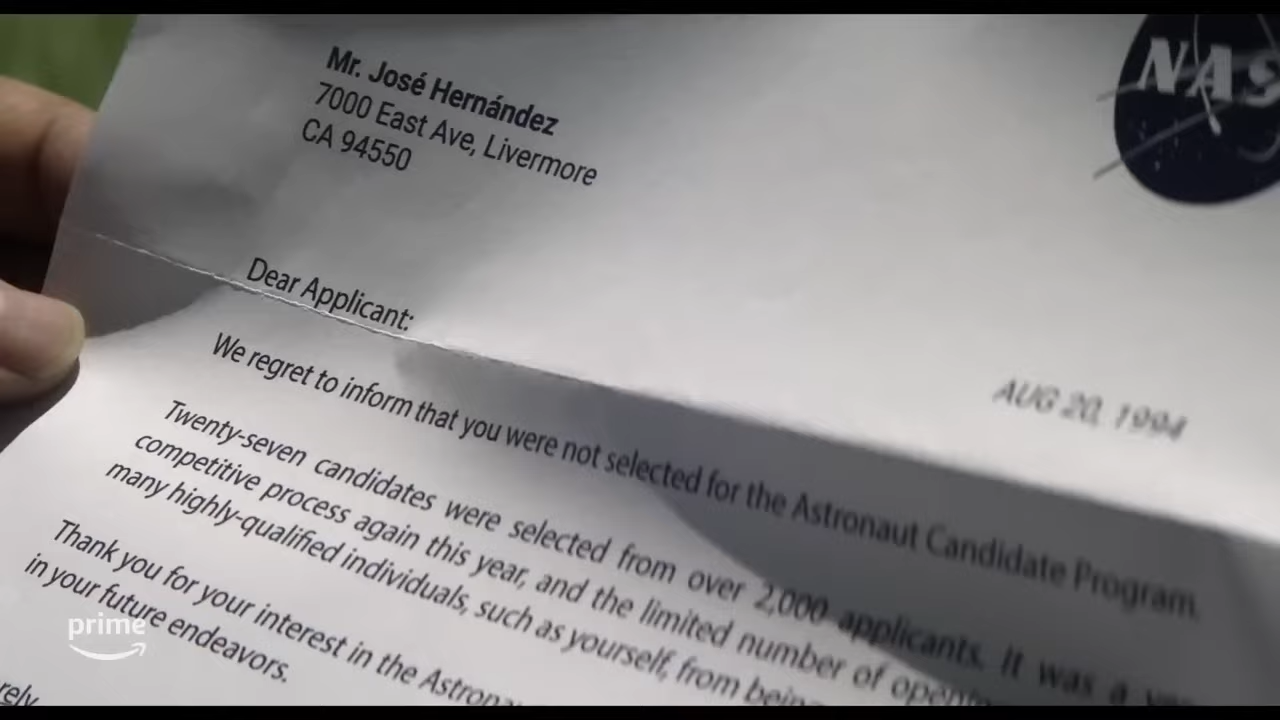 NAS
Mr. José Hernández
7000 East Ave, Livermore
CA 94550
AUG 20, 1994
Dear Applicant:
We regret to inform that you were not selected for the Astronaut Candidate Program.
Twenty-seven candidates were selected from over 2,000 applicants. It was a
competitive process again this year, and the limited number of
many highly-qualified individuals, such as yourself, from being
Thank you for your interest in the
in your future endeavors.
prime